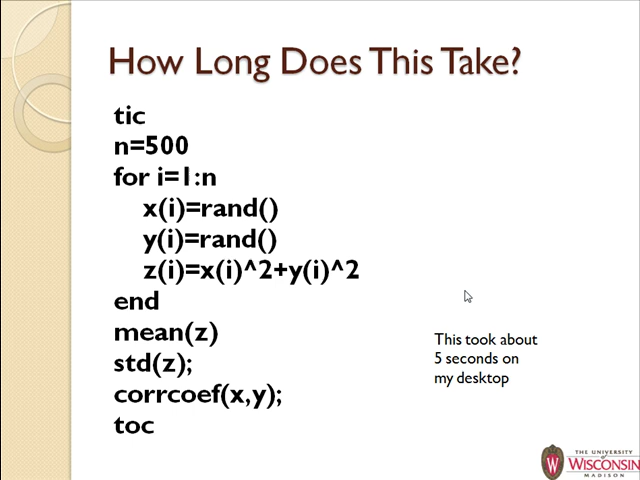 How Long Does This Take?
tic
n=500
for i=1:n
x(i)=rand()
y(i)=rand()
z(i)=x(i)^2+y(i)^2
end
mean(z)
std(z);
corrcoef(x,y);
toc
This took about
5 seconds on
my desktop
THE UNIVERSITY
of
WISCONSIN
MADISON